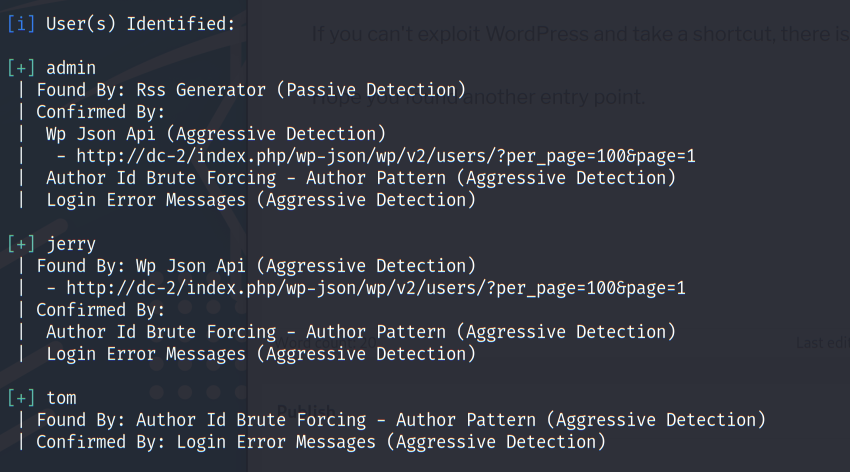 [i] User(s) Identified:
If you can't exploit WordPress and take a shortcut, there is
[+] admin
| Found By: Rss Generator (Passive Detection)
Hope you found another entry point.
| Confirmed By:
|  Wp Json Api (Aggressive Detection)
|   - http://dc-2/index.php/wp-json/wp/v2/users/?per_page=100&page=1
|  Author Id Brute Forcing - Author Pattern (Aggressive Detection)
|  Login Error Messages (Aggressive Detection)
[+] jerry
| Found By: Wp Json Api (Aggressive Detection)
|  - http://dc-2/index.php/wp-json/wp/v2/users/?per_page=100&page=1
| Confirmed By:
|  Author Id Brute Forcing - Author Pattern (Aggressive Detection)
|  Login Error Messages (Aggressive Detection)
Last edit
[+] tom
Publish
| Found By: Author Id Brute Forcing - Author Pattern (Aggressive Detection)
| Confirmed By: Login Error Messages (Aggressive Detection)